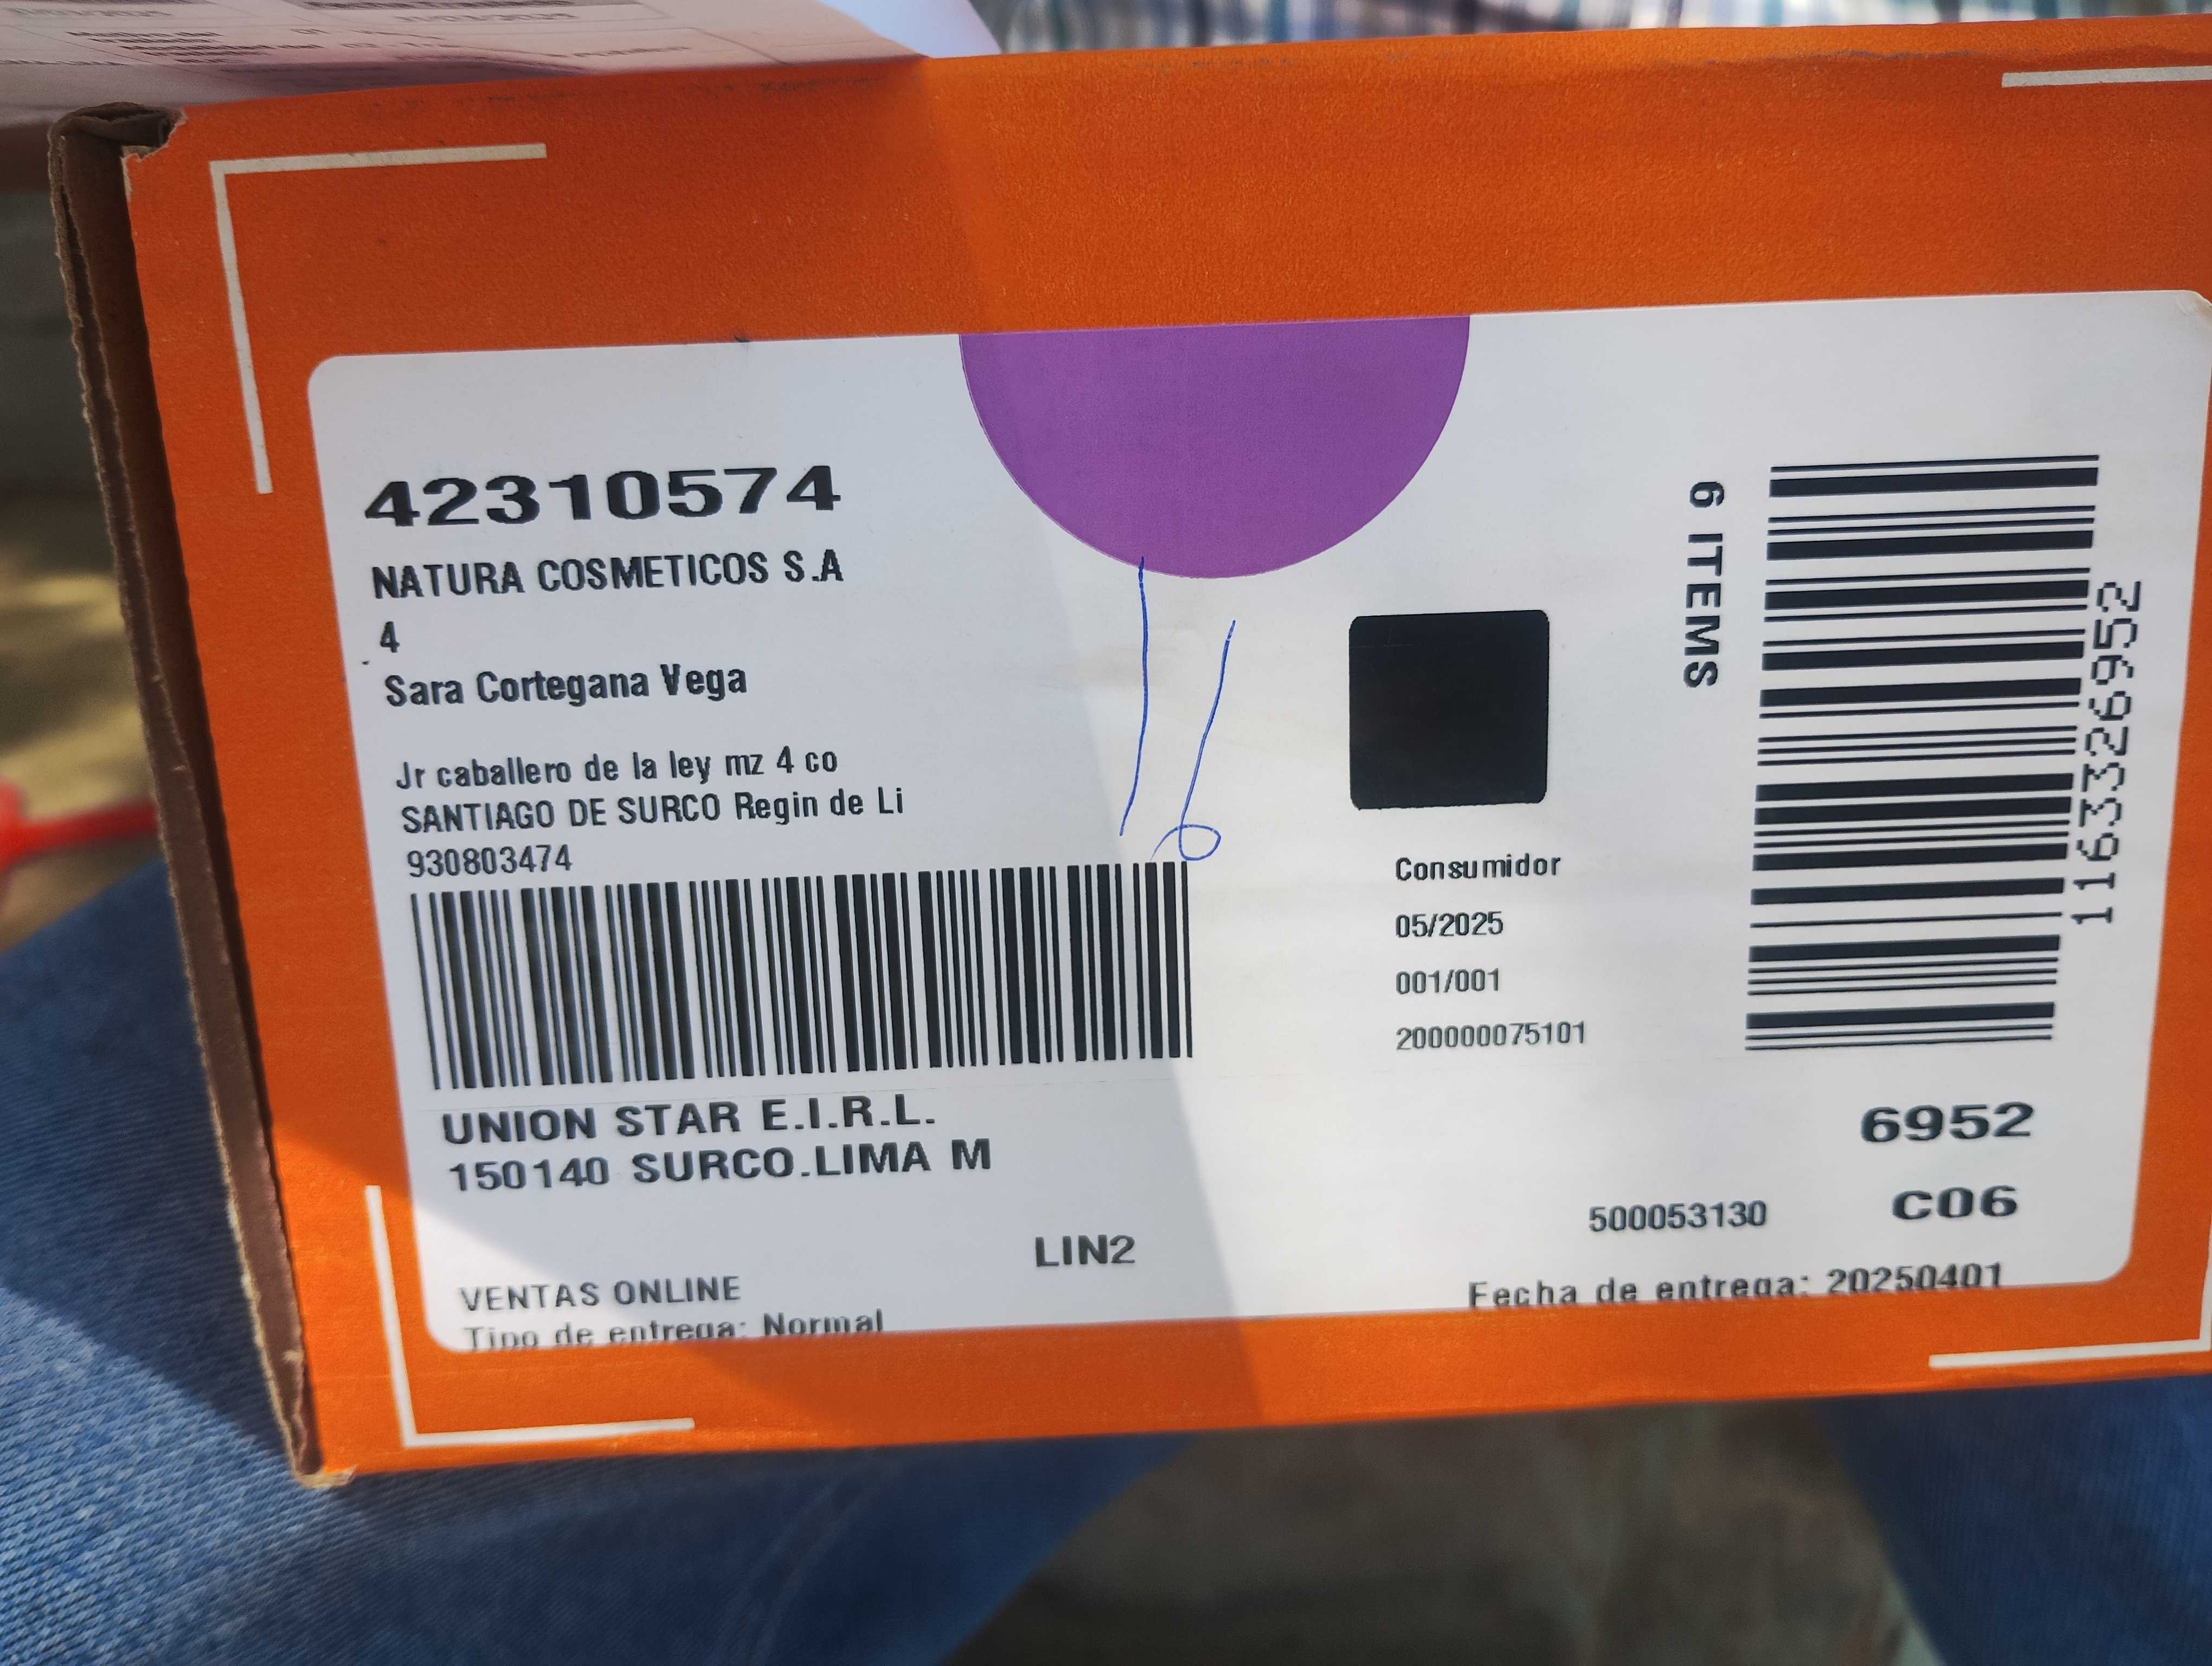 42310574
NATURA COSMETICOS S.A
4
Sara Cortegana Vega
Jr caballero de la ley mz 4 co
SANTIAGO DE SURCO Regin de Li
930803474
UNION STAR E.I.R.L.
150140 SURCO.LIMA M
LIN2
VENTAS ONLINE
Tipo de entrega: Normal
16
Consumidor
05/2025
001/001
200000075101
6 ITEMS
1163326952
6952
500053130 C06
Fecha de entrega: 20250401